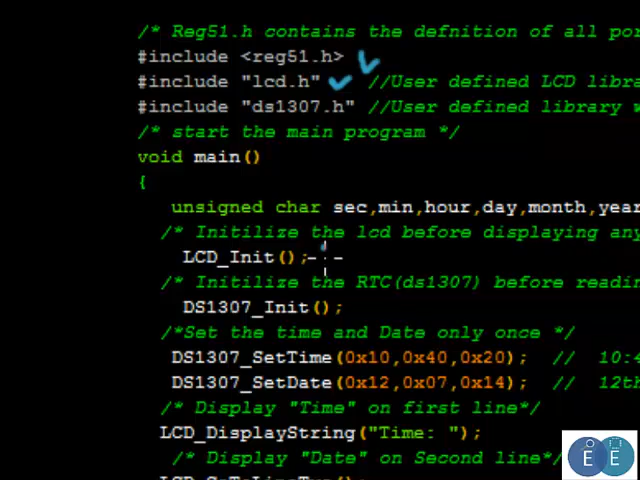 /* Reg51.h contains the defnition of all por
#include <reg51.h>
#include "lcd.h" //User defined LCD libra
#include "ds1307.h" //User defined library w
/* start the main program */
void main()
{
unsigned char sec,min,hour,day,month,year
/* Initilize the lcd before displaying any
LCD_Init();
/* Initilize the RTC(ds1307) before readin
DS1307_Init();
/*Set the time and Date only once */
DS1307_SetTime(0x10,0x40,0x20); // 10:4
DS1307_SetDate(0x12,0x07,0x14); // 12th
/* Display "Time" on first line*/
LCD_DisplayString("Time: ");
/* Display "Date" on Second line*/
E E